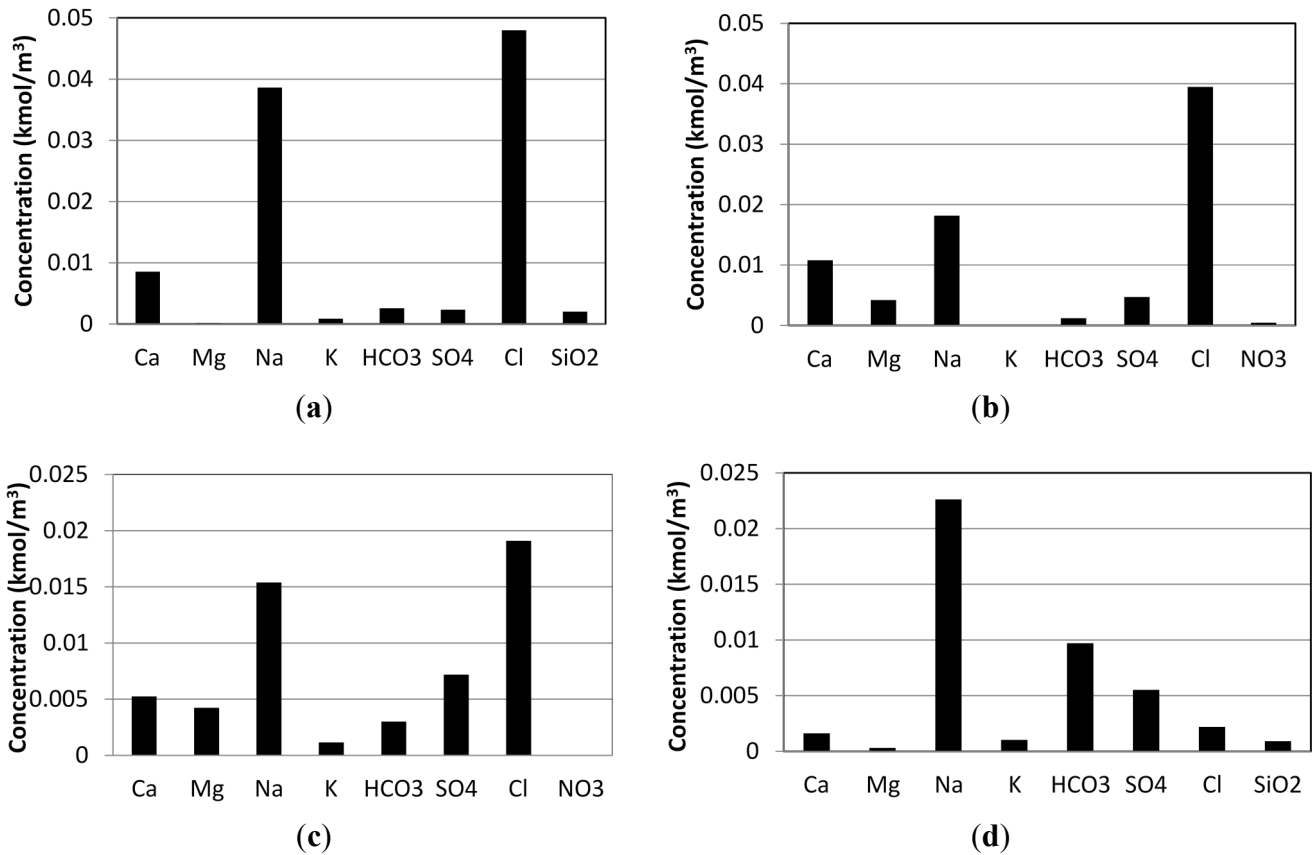 Concentration (kmol/m³)
0.05
0.04
0.03
0.02
0.01
0
Ca Mg Na K HCO3 SO4 Cl SiO2
(a)
Concentration (kmol/m³)
0.05
0.04
0.03
0.02
0.01
0
Ca Mg Na K HCO3 SO4 Cl NO3
(b)
Concentration (kmol/m³)
0.025
0.02
0.015
0.01
0.005
0
Ca Mg Na K HCO3 SO4 Cl NO3
(c)
Concentration (kmol/m³)
0.025
0.02
0.015
0.01
0.005
0
Ca Mg Na K HCO3 SO4 Cl SiO2
(d)